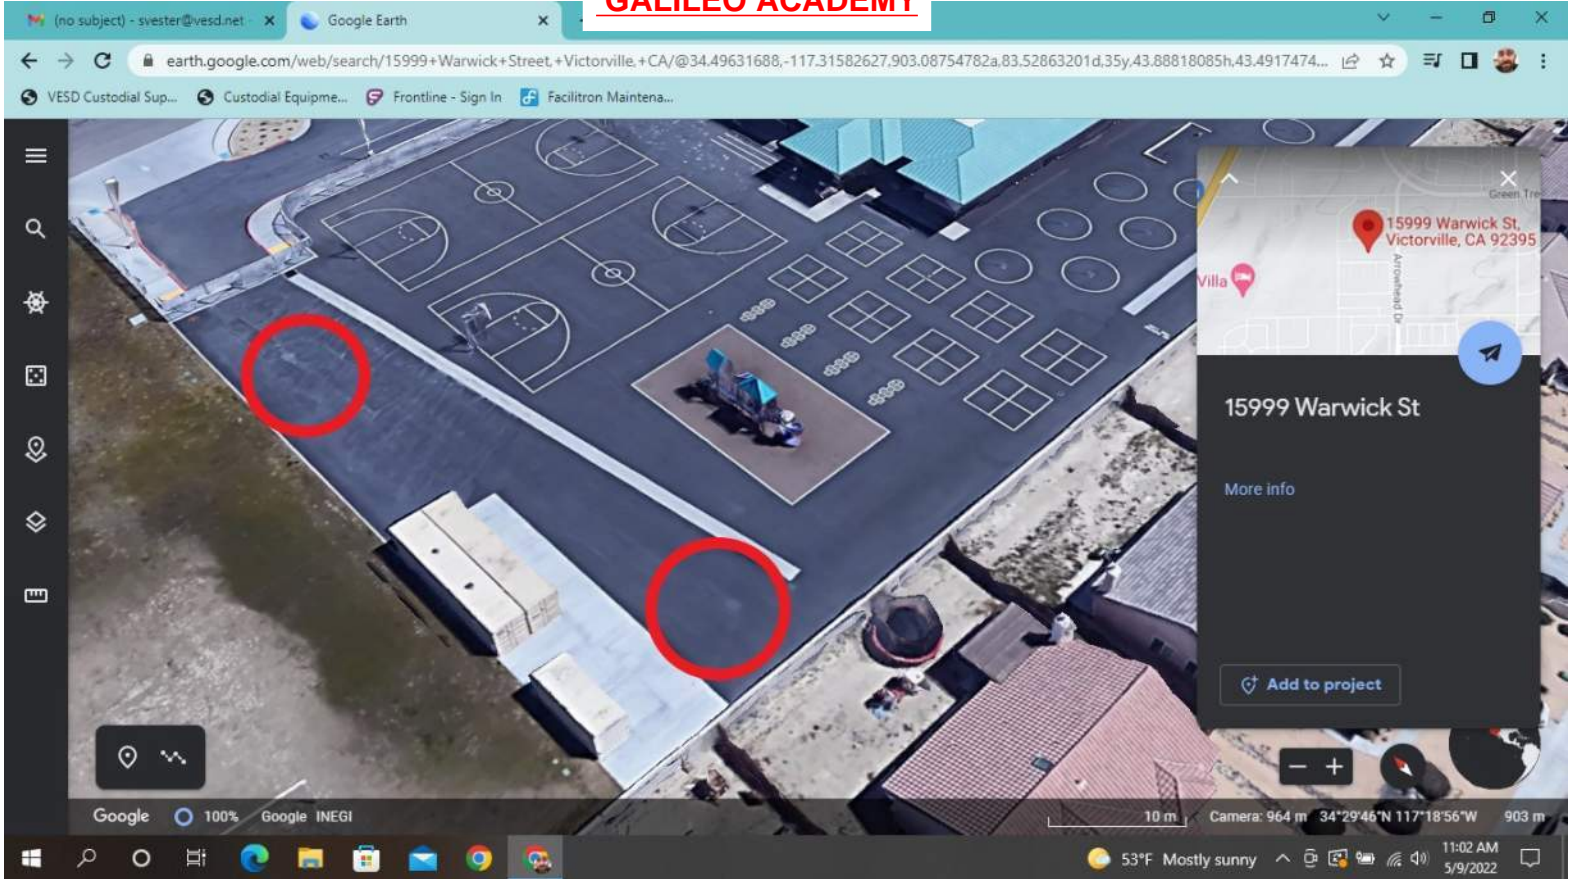 GALILEO ACADEMY
(no subject) - svester@vesd.net
Google Earth
earth.google.com/web/search/15999+Warwick+Street,+Victorville,+CA/@34.49631688,-117.31582627,903.08754782a,83.52863201d,35y,43.88818085h,43.4917474...
VESD Custodial Sup...
Custodial Equipme...
Frontline - Sign In
Facilitron Maintena...
Green Tre
15999 Warwick St,
Victorville, CA 92395
Villa
Arrowhead Dr
15999 Warwick St
More info
Add to project
Google
100%
Google INEGI
10 m
Camera: 964 m
34°29'46"N 117°18'56"W
903 m
53°F Mostly sunny
11:02 AM
5/9/2022